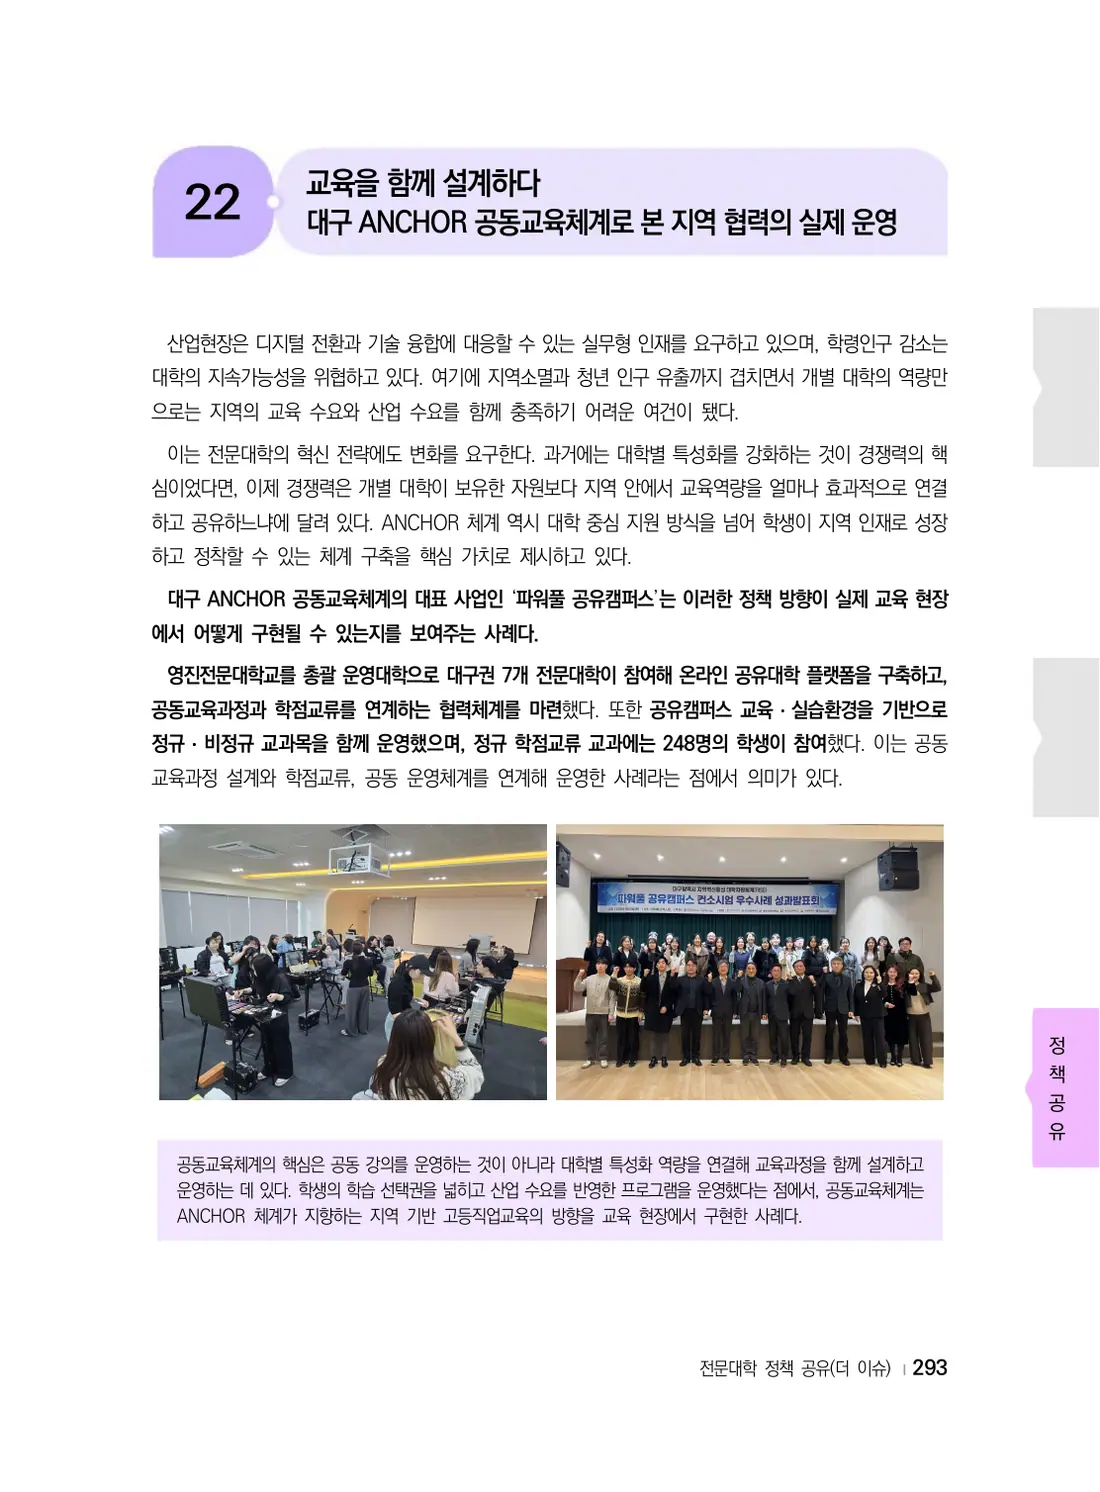 22
교육을 함께 설계하다
대구 ANCHOR 공동교육체계로 본 지역 협력의 실제 운영
산업현장은 디지털 전환과 기술 융합에 대응할 수 있는 실무형 인재를 요구하고 있으며, 학령인구 감소는
대학의 지속가능성을 위협하고 있다. 여기에 지역소멸과 청년 인구 유출까지 겹치면서 개별 대학의 역량만
으로는 지역의 교육 수요와 산업 수요를 함께 충족하기 어려운 여건이 됐다.
이는 전문대학의 혁신 전략에도 변화를 요구한다. 과거에는 대학별 특성화를 강화하는 것이 경쟁력의 핵
심이었다면, 이제 경쟁력은 개별 대학이 보유한 자원보다 지역 안에서 교육역량을 얼마나 효과적으로 연결
하고 공유하느냐에 달려 있다. ANCHOR 체계 역시 대학 중심 지원 방식을 넘어 학생이 지역 인재로 성장
하고 정착할 수 있는 체계 구축을 핵심 가치로 제시하고 있다.
대구 ANCHOR 공동교육체계의 대표 사업인 ‘파워풀 공유캠퍼스’는 이러한 정책 방향이 실제 교육 현장
에서 어떻게 구현될 수 있는지를 보여주는 사례다.
영진전문대학교를 총괄 운영대학으로 대구권 7개 전문대학이 참여해 온라인 공유대학 플랫폼을 구축하고,
공동교육과정과 학점교류를 연계하는 협력체계를 마련했다. 또한 공유캠퍼스 교육·실습환경을 기반으로
정규·비정규 교과목을 함께 운영했으며, 정규 학점교류 교과에는 248명의 학생이 참여했다. 이는 공동
교육과정 설계와 학점교류, 공동 운영체계를 연계해 운영한 사례라는 점에서 의미가 있다.
대구광역시 지역혁신중심 대학지원체계(RISE)
파워풀 공유캠퍼스 컨소시엄 우수사례 성과발표회
공동교육체계의 핵심은 공동 강의를 운영하는 것이 아니라 대학별 특성화 역량을 연결해 교육과정을 함께 설계하고
운영하는 데 있다. 학생의 학습 선택권을 넓히고 산업 수요를 반영한 프로그램을 운영했다는 점에서, 공동교육체계는
ANCHOR 체계가 지향하는 지역 기반 고등직업교육의 방향을 교육 현장에서 구현한 사례다.
정
책
공
유
전문대학 정책 공유(더 이슈) | 293